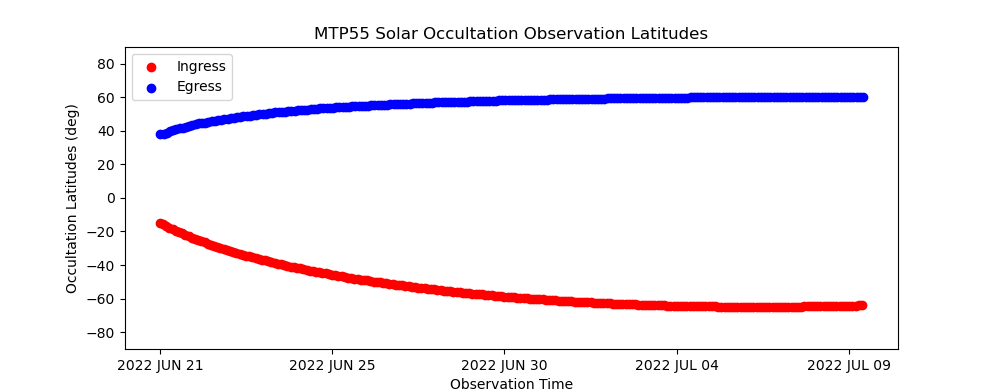 MTP55 Solar Occultation Observation Latitudes
Ingress
Egress
Occultation Latitudes (deg)
80
60
40
20
0
−20
−40
−60
−80
2022 JUN 21
2022 JUN 25
2022 JUN 30
2022 JUL 04
2022 JUL 09
Observation Time